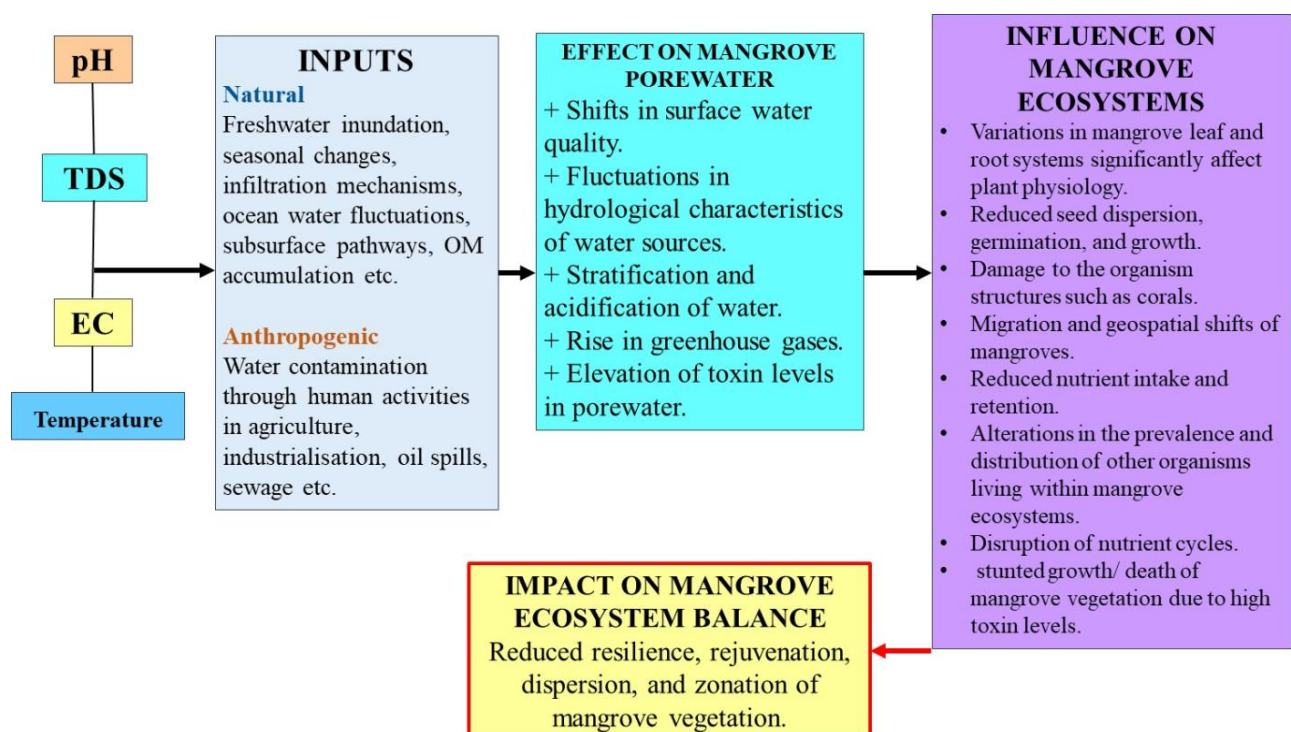 pH
TDS
EC
Temperature
INPUTS
Natural
Freshwater inundation,
seasonal changes,
infiltration mechanisms,
ocean water fluctuations,
subsurface pathways, OM
accumulation etc.
Anthropogenic
Water contamination
through human activities
in agriculture,
industrialisation, oil spills,
sewage etc.
EFFECT ON MANGROVE
POREWATER
+ Shifts in surface water
quality.
+ Fluctuations in
hydrological characteristics
of water sources.
+ Stratification and
acidification of water.
+ Rise in greenhouse gases.
+ Elevation of toxin levels
in porewater.
INFLUENCE ON
MANGROVE
ECOSYSTEMS
• Variations in mangrove leaf and
root systems significantly affect
plant physiology.
• Reduced seed dispersion,
germination, and growth.
• Damage to the organism
structures such as corals.
• Migration and geospatial shifts of
mangroves.
• Reduced nutrient intake and
retention.
• Alterations in the prevalence and
distribution of other organisms
living within mangrove
ecosystems.
• Disruption of nutrient cycles.
• stunted growth/ death of
mangrove vegetation due to high
toxin levels.
IMPACT ON MANGROVE
ECOSYSTEM BALANCE
Reduced resilience, rejuvenation,
dispersion, and zonation of
mangrove vegetation.